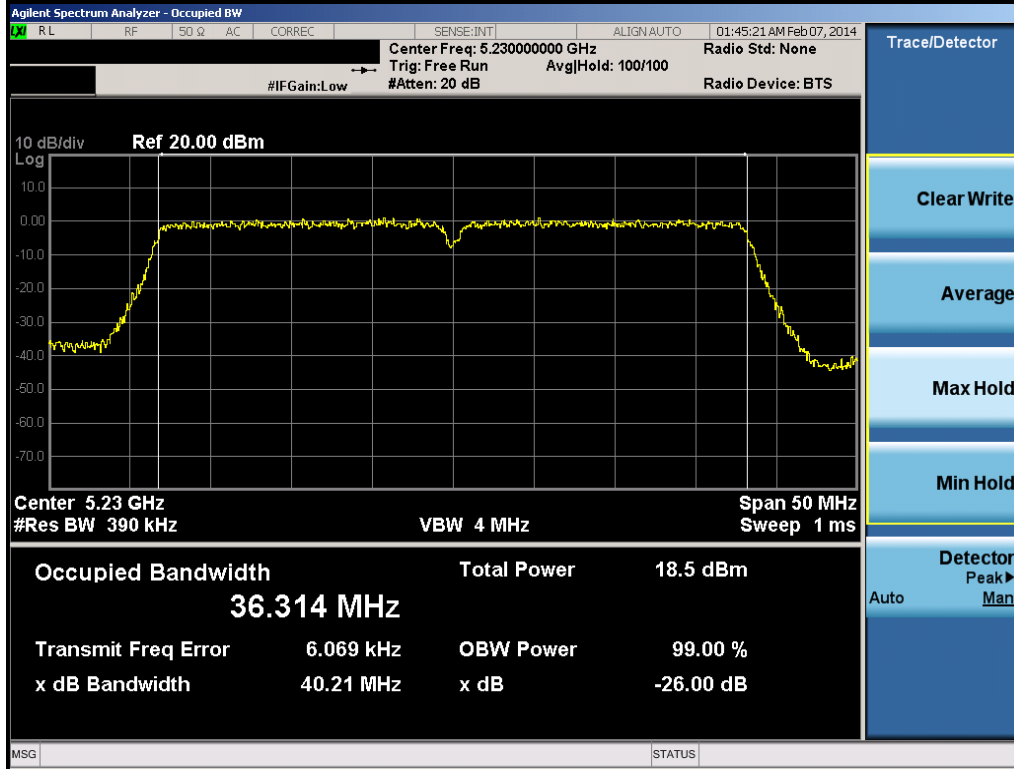 Agilent Spectrum Analyzer - Occupied BW
LXI RL RF 50 Ω AC CORREC SENSE:INT ALIGN AUTO 01:45:21 AM Feb 07, 2014
Center Freq: 5.230000000 GHz Radio Std: None
Trig: Free Run Avg|Hold: 100/100
#IFGain:Low #Atten: 20 dB Radio Device: BTS
10 dB/div Ref 20.00 dBm
Log
10.0
0.00
-10.0
-20.0
-30.0
-40.0
-50.0
-60.0
-70.0
Center 5.23 GHz Span 50 MHz
#Res BW 390 kHz VBW 4 MHz Sweep 1 ms
Occupied Bandwidth Total Power 18.5 dBm
36.314 MHz
Transmit Freq Error 6.069 kHz OBW Power 99.00 %
x dB Bandwidth 40.21 MHz x dB -26.00 dB
MSG STATUS
Trace/Detector
Clear Write
Average
Max Hold
Min Hold
Detector
Peak▶
Auto Man